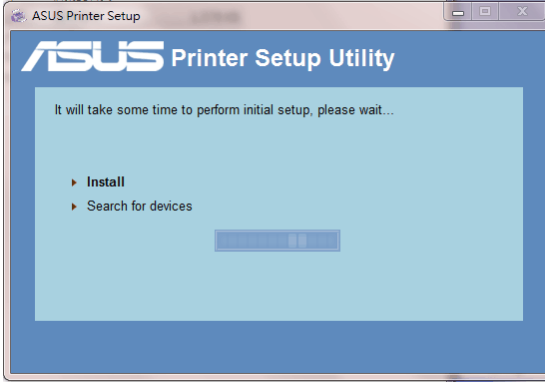 ASUS Printer Setup
ASUS Printer Setup Utility
It will take some time to perform initial setup, please wait...
Install
Search for devices